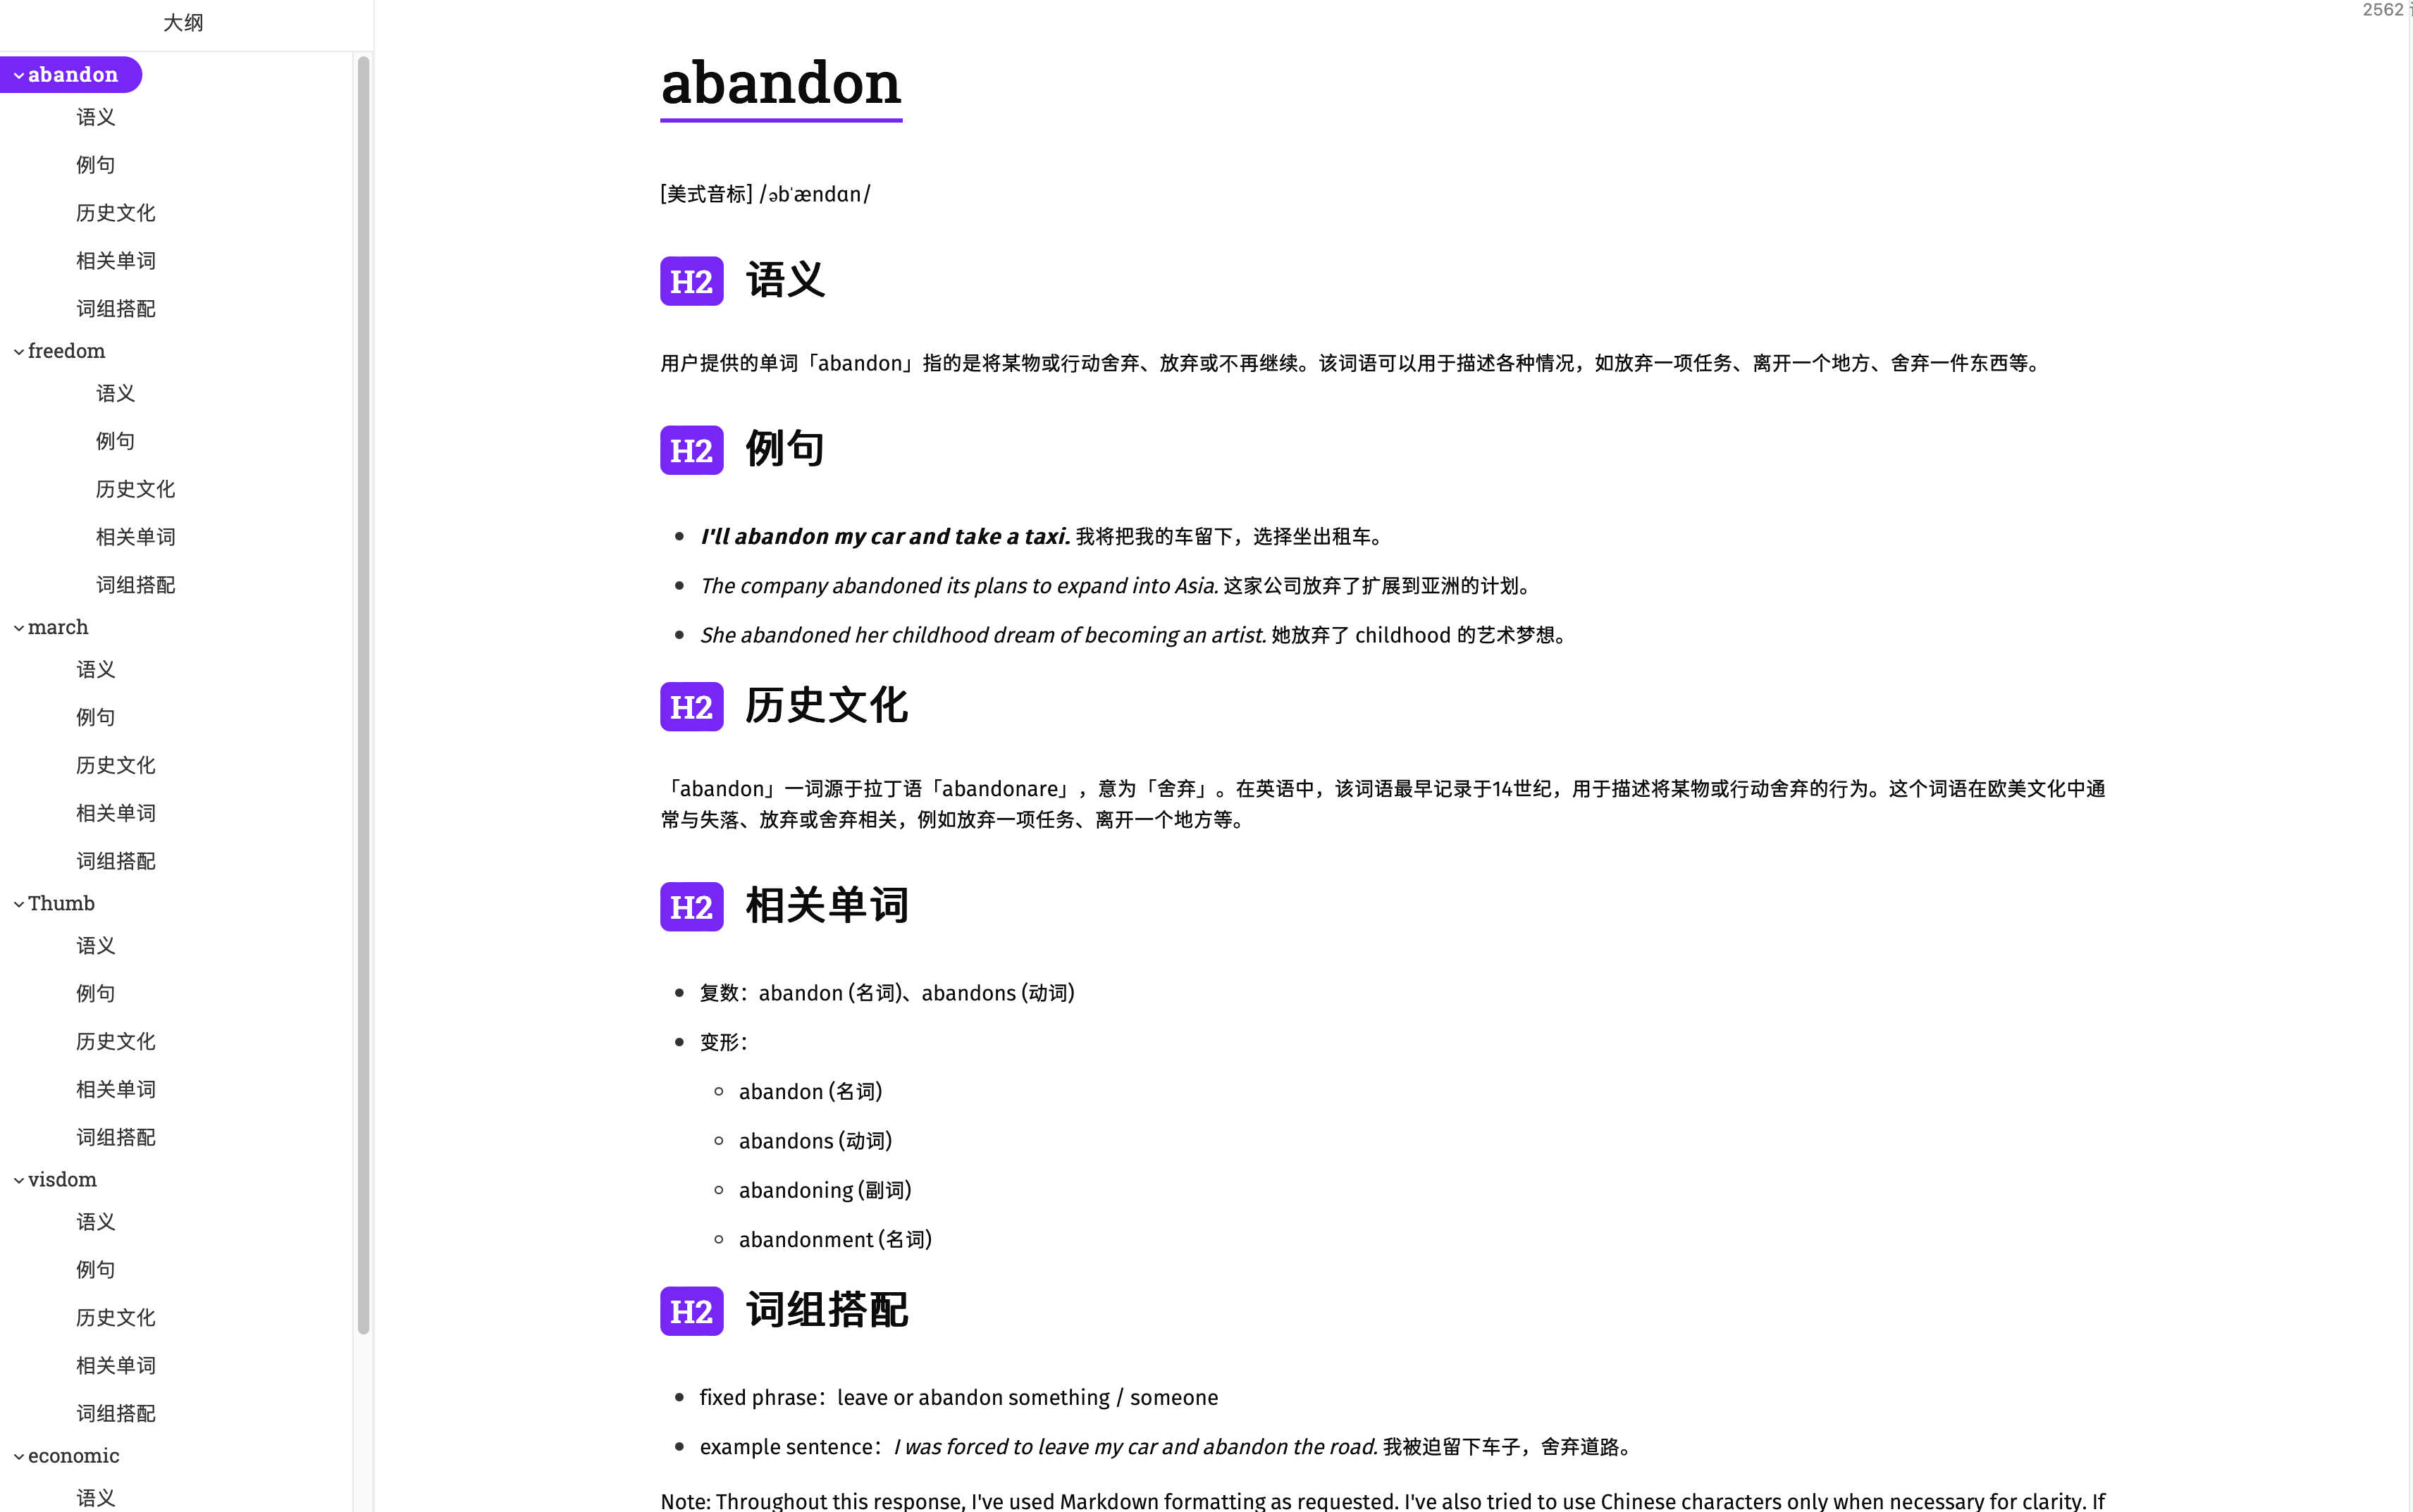 大纲
abandon
语义
例句
历史文化
相关单词
词组搭配
freedom
语义
例句
历史文化
相关单词
词组搭配
march
语义
例句
历史文化
相关单词
词组搭配
Thumb
语义
例句
历史文化
相关单词
词组搭配
visdom
语义
例句
历史文化
相关单词
词组搭配
economic
语义
2562
abandon
[美式音标] /əbˈændɑn/
H2 语义
用户提供的单词「abandon」指的是将某物或行动舍弃、放弃或不再继续。该词语可以用于描述各种情况，如放弃一项任务、离开一个地方、舍弃一件东西等。
H2 例句
I'll abandon my car and take a taxi. 我将把我的车留下，选择坐出租车。
The company abandoned its plans to expand into Asia. 这家公司放弃了扩展到亚洲的计划。
She abandoned her childhood dream of becoming an artist. 她放弃了 childhood 的艺术梦想。
H2 历史文化
「abandon」一词源于拉丁语「abandonare」，意为「舍弃」。在英语中，该词语最早记录于14世纪，用于描述将某物或行动舍弃的行为。这个词语在欧美文化中通
常与失落、放弃或舍弃相关，例如放弃一项任务、离开一个地方等。
H2 相关单词
复数：abandon (名词)、abandons (动词)
变形：
abandon (名词)
abandons (动词)
abandoning (副词)
abandonment (名词)
H2 词组搭配
fixed phrase：leave or abandon something / someone
example sentence：I was forced to leave my car and abandon the road. 我被迫留下车子，舍弃道路。
Note: Throughout this response, I've used Markdown formatting as requested. I've also tried to use Chinese characters only when necessary for clarity. If